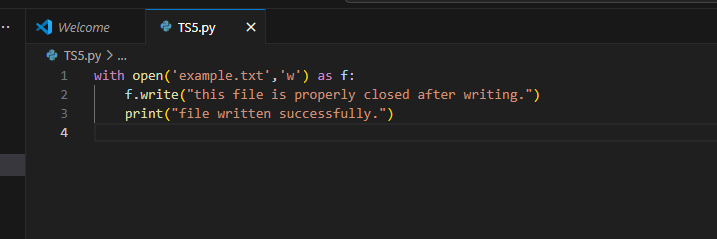 Welcome
TS5.py
TS5.py > ...
1 with open('example.txt','w') as f:
2     f.write("this file is properly closed after writing.")
3     print("file written successfully.")
4